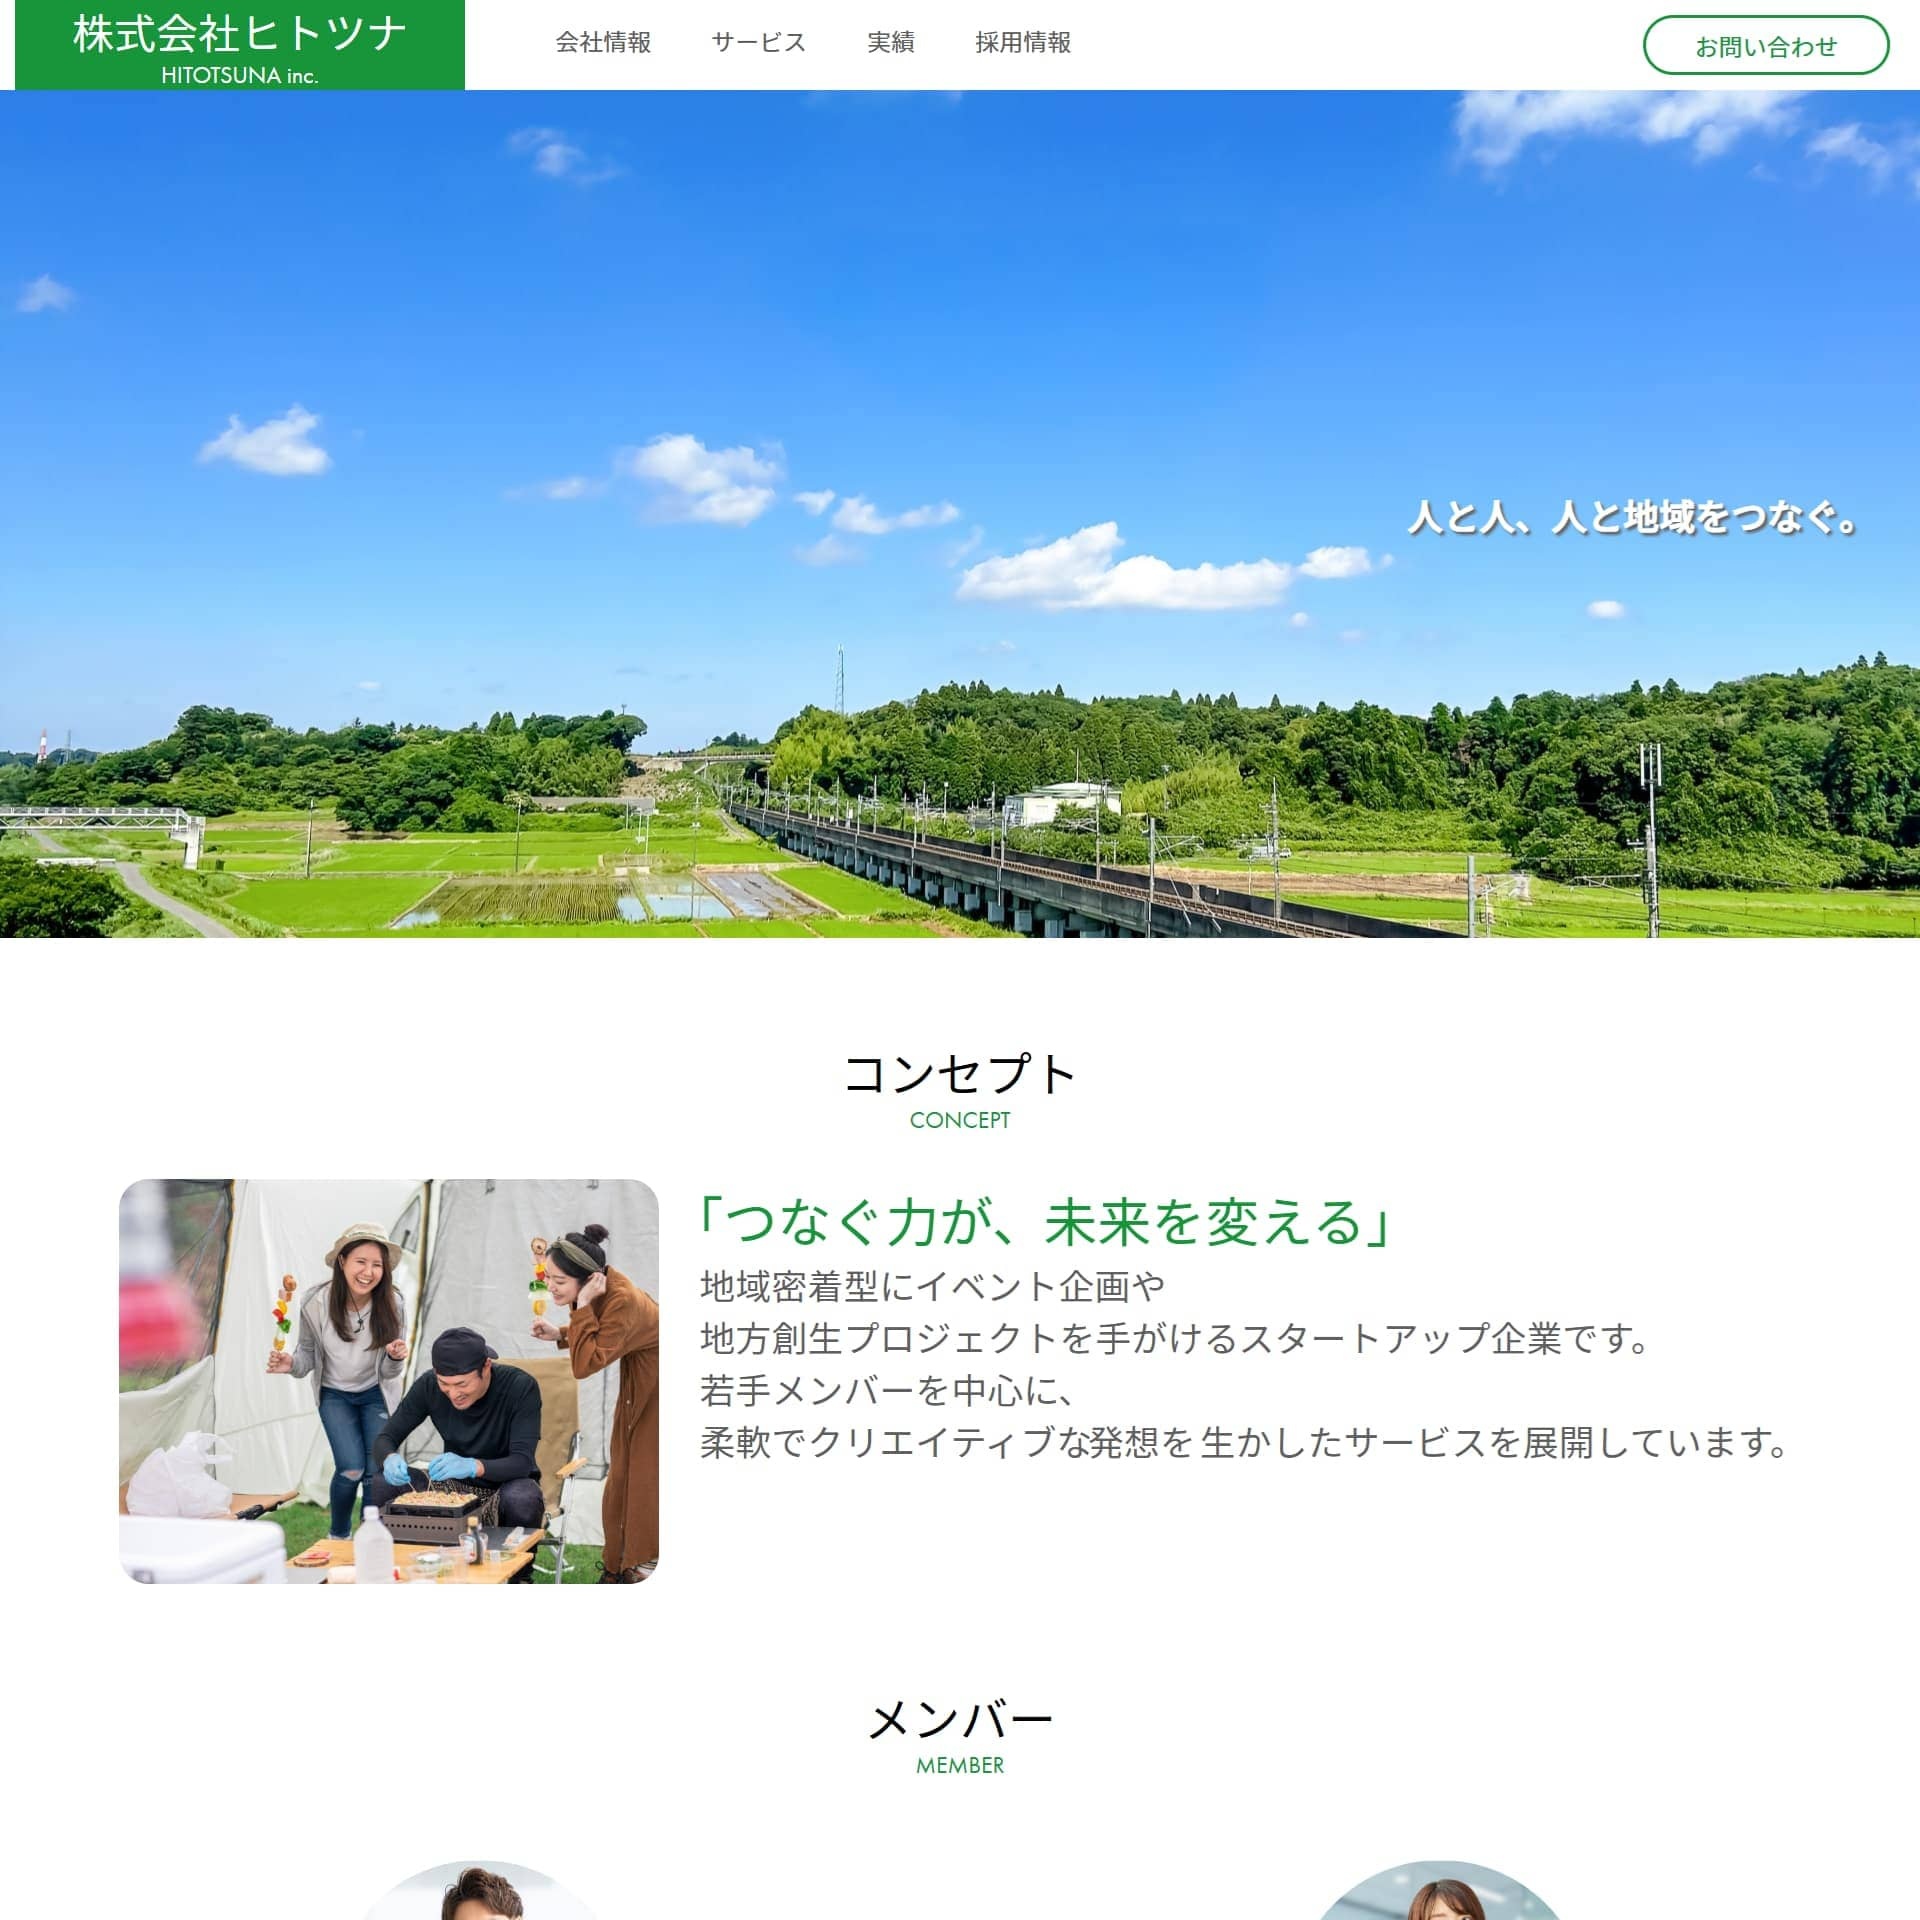 株式会社ヒトツナ
HITOTSUNA inc.
会社情報
サービス
実績
採用情報
お問い合わせ
人と人、人と地域をつなぐ。
コンセプト
CONCEPT
「つなぐ力が、未来を変える」
地域密着型にイベント企画や
地方創生プロジェクトを手がけるスタートアップ企業です。
若手メンバーを中心に、
柔軟でクリエイティブな発想を生かしたサービスを展開しています。
メンバー
MEMBER